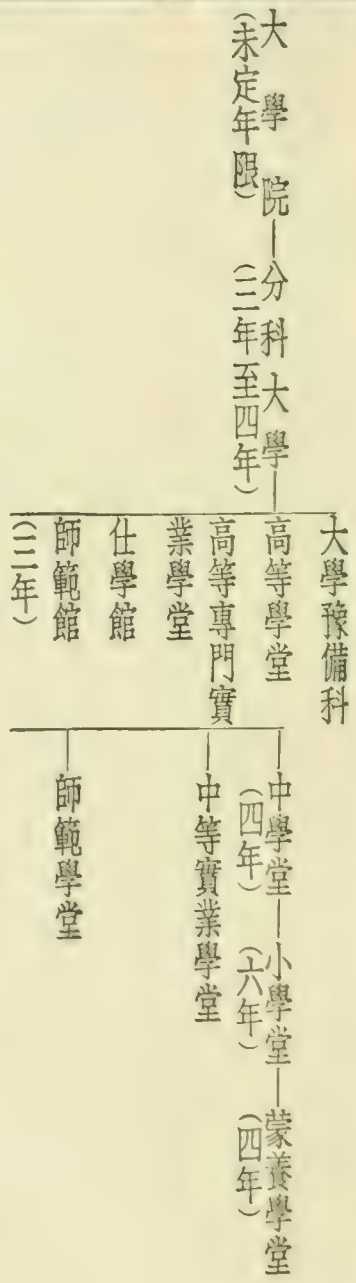 大學院—分科大學—
（未定年限）（三年至四年）
大學豫備科
高等學堂
高等專門實
業學堂
仕學館
師範館
（三年）
中學堂—小學堂—蒙養學堂
（四年）（六年）（四年）
中等實業學堂
師範學堂